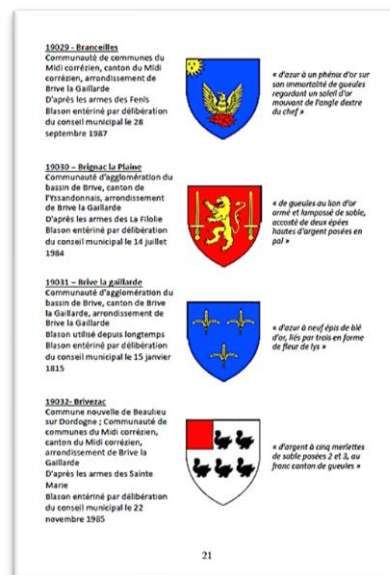 19029 - Branceilles
Communauté de communes du
Midi corrézien, canton du Midi
corrézien, arrondissement de
Brive la Gaillarde
D'après les armes des Fenis
Blason entériné par délibération
du conseil municipal le 28
septembre 1987
« d'azur à un phénix d'or sur
son immortalité de gueules
regardant un soleil d'or
mouvant de l'angle dextre
du chef »
19030 – Brignac la Plaine
Communauté d'agglomération du
bassin de Brive, canton de
l'Yssandonnais, arrondissement
de Brive la Gaillarde
D'après les armes des La Filolie
Blason entériné par délibération
du conseil municipal le 14 juillet
1984
« de gueules au lion d'or
armé et lampassé de sable,
accosté de deux épées
hautes d'argent posées en
pal »
19031 – Brive la gaillarde
Communauté d'agglomération du
bassin de Brive, canton de Brive
la Gaillarde, arrondissement de
Brive la Gaillarde
Blason utilisé depuis longtemps
Blason entériné par délibération
du conseil municipal le 15 janvier
1815
« d'azur à neuf épis de blé
d'or, liés par trois en forme
de fleur de lys »
19032- Brivezac
Commune nouvelle de Beaulieu
sur Dordogne ; Communauté de
communes du Midi corrézien,
canton du Midi corrézien,
arrondissement de Brive la
Gaillarde
D'après les armes des Sainte
Marie
Blason entériné par délibération
du conseil municipal le 22
novembre 1985
« d'argent à cinq merlettes
de sable posées 2 et 3, au
franc canton de gueules »
21